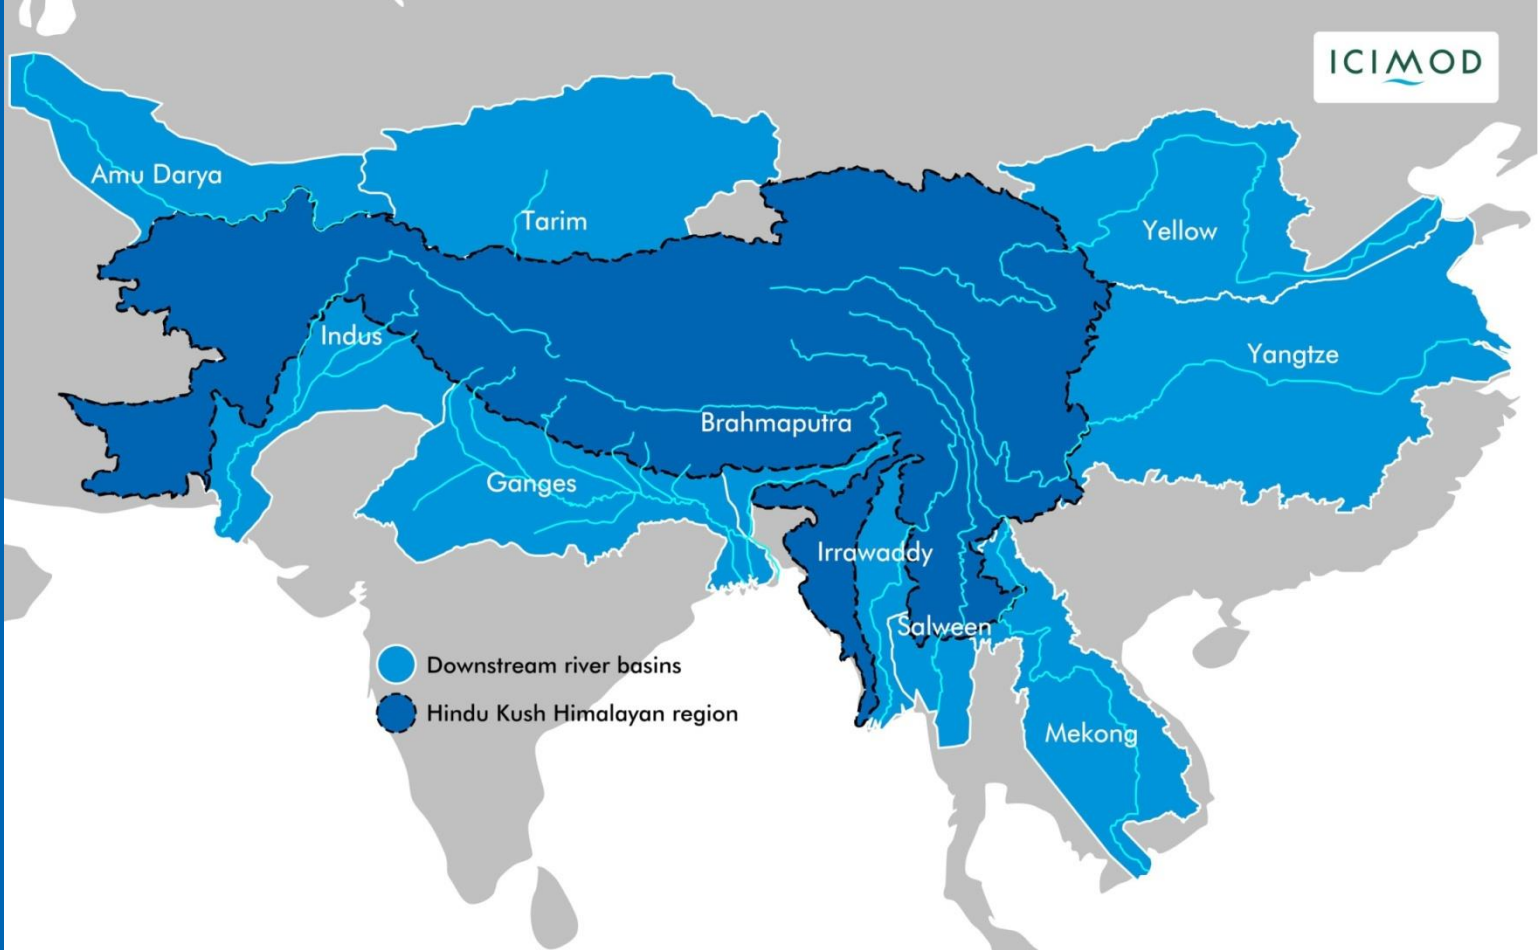 ICIMOD
Amu Darya
Tarim
Yellow
Indus
Yangtze
Brahmaputra
Ganges
Irrawaddy
Salween
Downstream river basins
Hindu Kush Himalayan region
Mekong